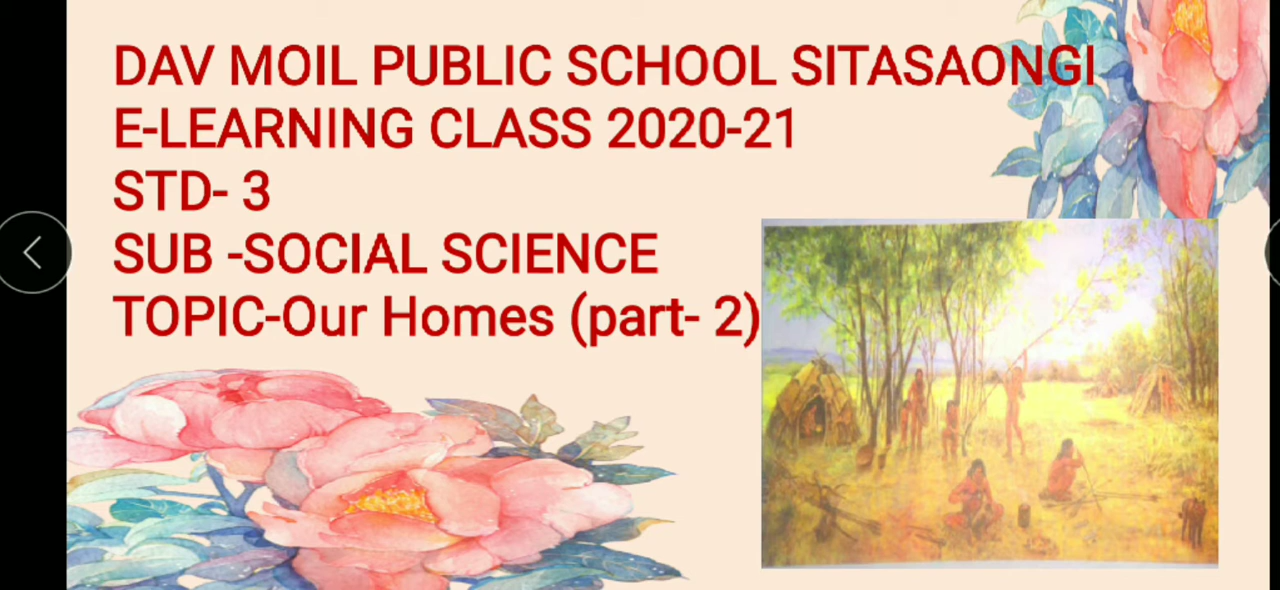 DAV MOIL PUBLIC SCHOOL SITASAONGI
E-LEARNING CLASS 2020-21
STD- 3
SUB -SOCIAL SCIENCE
TOPIC-Our Homes (part- 2)